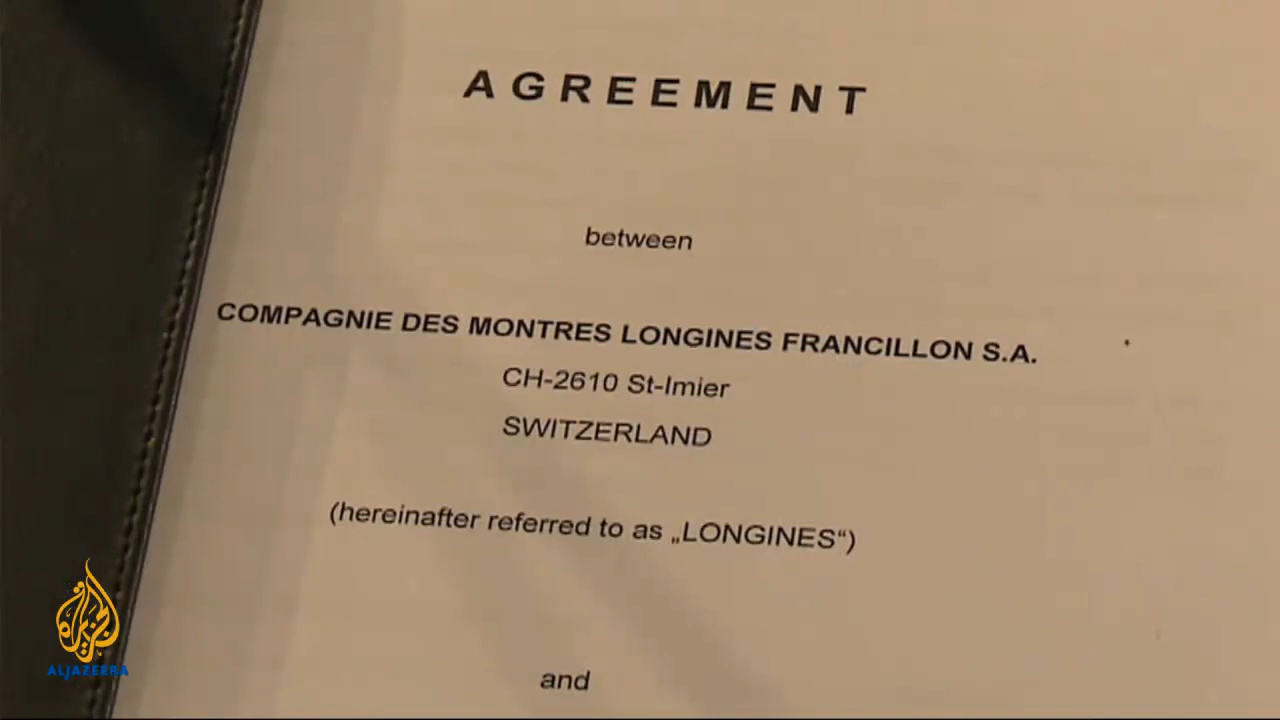 AGREEMENT
between
COMPAGNIE DES MONTRES LONGINES FRANCILLON S.A.
CH-2610 St-Imier
SWITZERLAND
(hereinafter referred to as „LONGINES“)
and
الجزيرة
ALJAZEERA